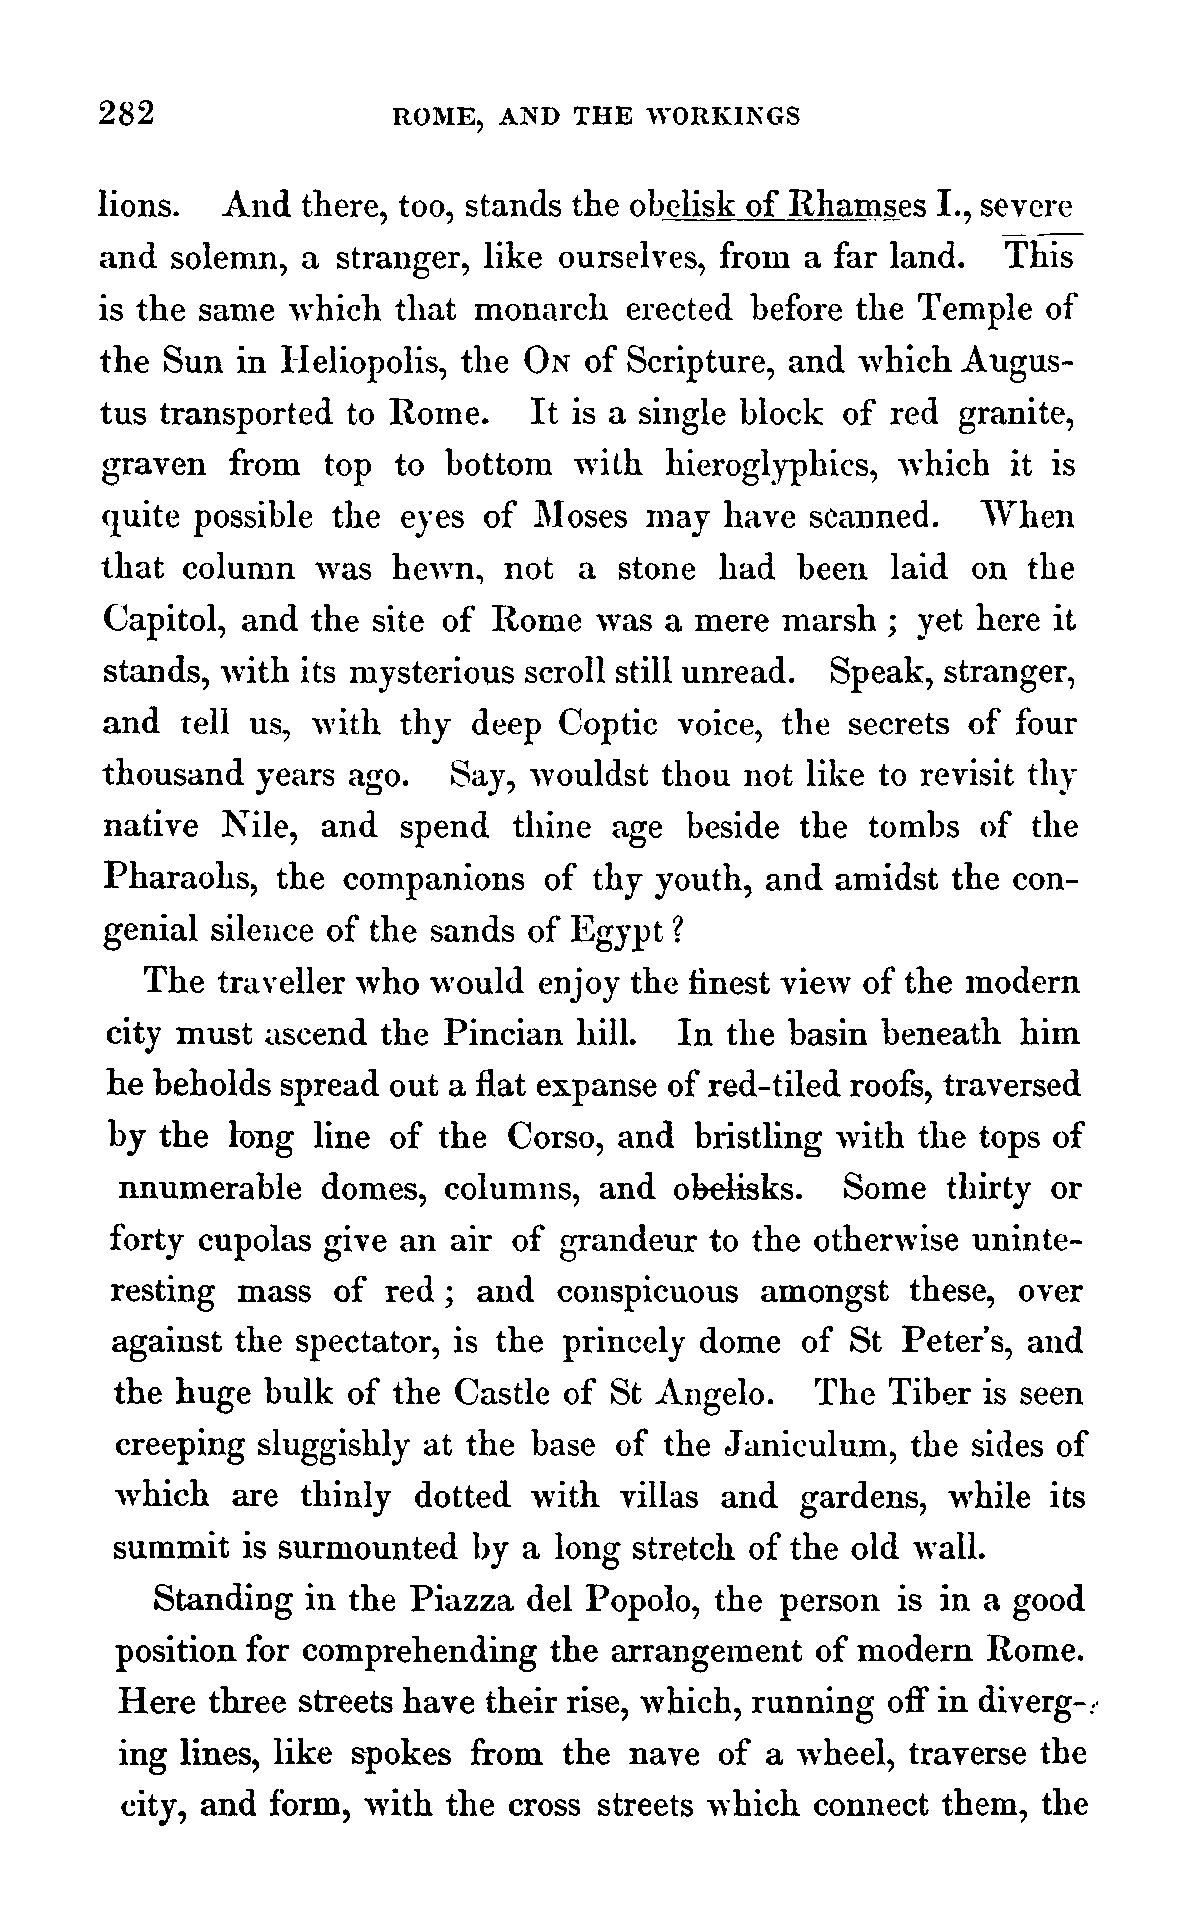 282 ROME, AND THE WORKINGS
lions. And there, too, stands the obelisk of Rhamses I., severe
and solemn, a stranger, like ourselves, from a far land. This
is the same which that monarch erected before the Temple of
the Sun in Heliopolis, the ON of Scripture, and which Augus-
tus transported to Rome. It is a single block of red granite,
graven from top to bottom with hieroglyphics, which it is
quite possible the eyes of Moses may have scanned. When
that column was hewn, not a stone had been laid on the
Capitol, and the site of Rome was a mere marsh ; yet here it
stands, with its mysterious scroll still unread. Speak, stranger,
and tell us, with thy deep Coptic voice, the secrets of four
thousand years ago. Say, wouldst thou not like to revisit thy
native Nile, and spend thine age beside the tombs of the
Pharaohs, the companions of thy youth, and amidst the con-
genial silence of the sands of Egypt ?
The traveller who would enjoy the finest view of the modern
city must ascend the Pincian hill. In the basin beneath him
he beholds spread out a flat expanse of red-tiled roofs, traversed
by the long line of the Corso, and bristling with the tops of
nnumerable domes, columns, and obelisks. Some thirty or
forty cupolas give an air of grandeur to the otherwise uninte-
resting mass of red ; and conspicuous amongst these, over
against the spectator, is the princely dome of St Peter's, and
the huge bulk of the Castle of St Angelo. The Tiber is seen
creeping sluggishly at the base of the Janiculum, the sides of
which are thinly dotted with villas and gardens, while its
summit is surmounted by a long stretch of the old wall.
Standing in the Piazza del Popolo, the person is in a good
position for comprehending the arrangement of modern Rome.
Here three streets have their rise, which, running off in diverg-
ing lines, like spokes from the nave of a wheel, traverse the
city, and form, with the cross streets which connect them, the